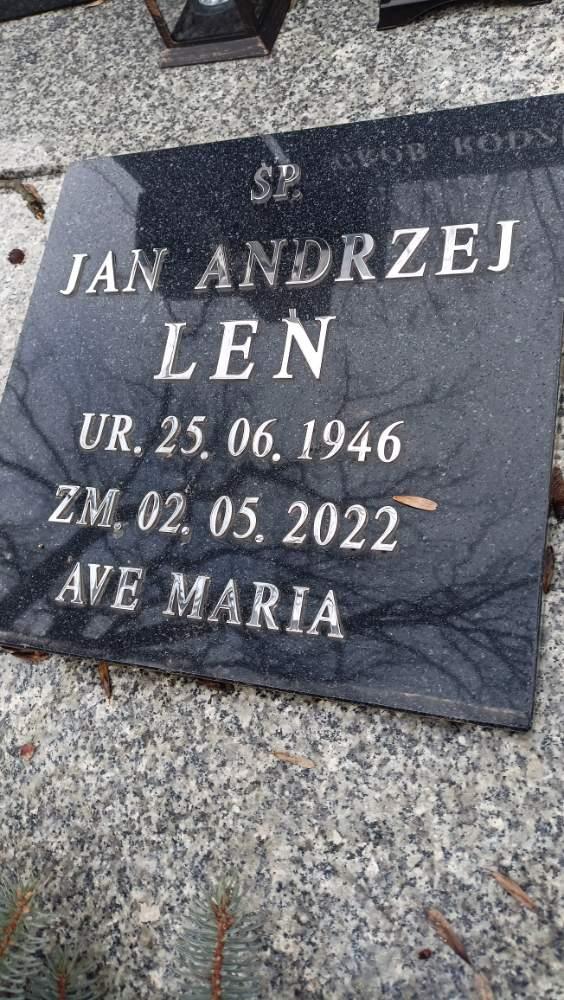 ŚP.
JAN ANDRZEJ
LEŃ
UR. 25. 06. 1946
ZM. 02. 05. 2022
AVE MARIA